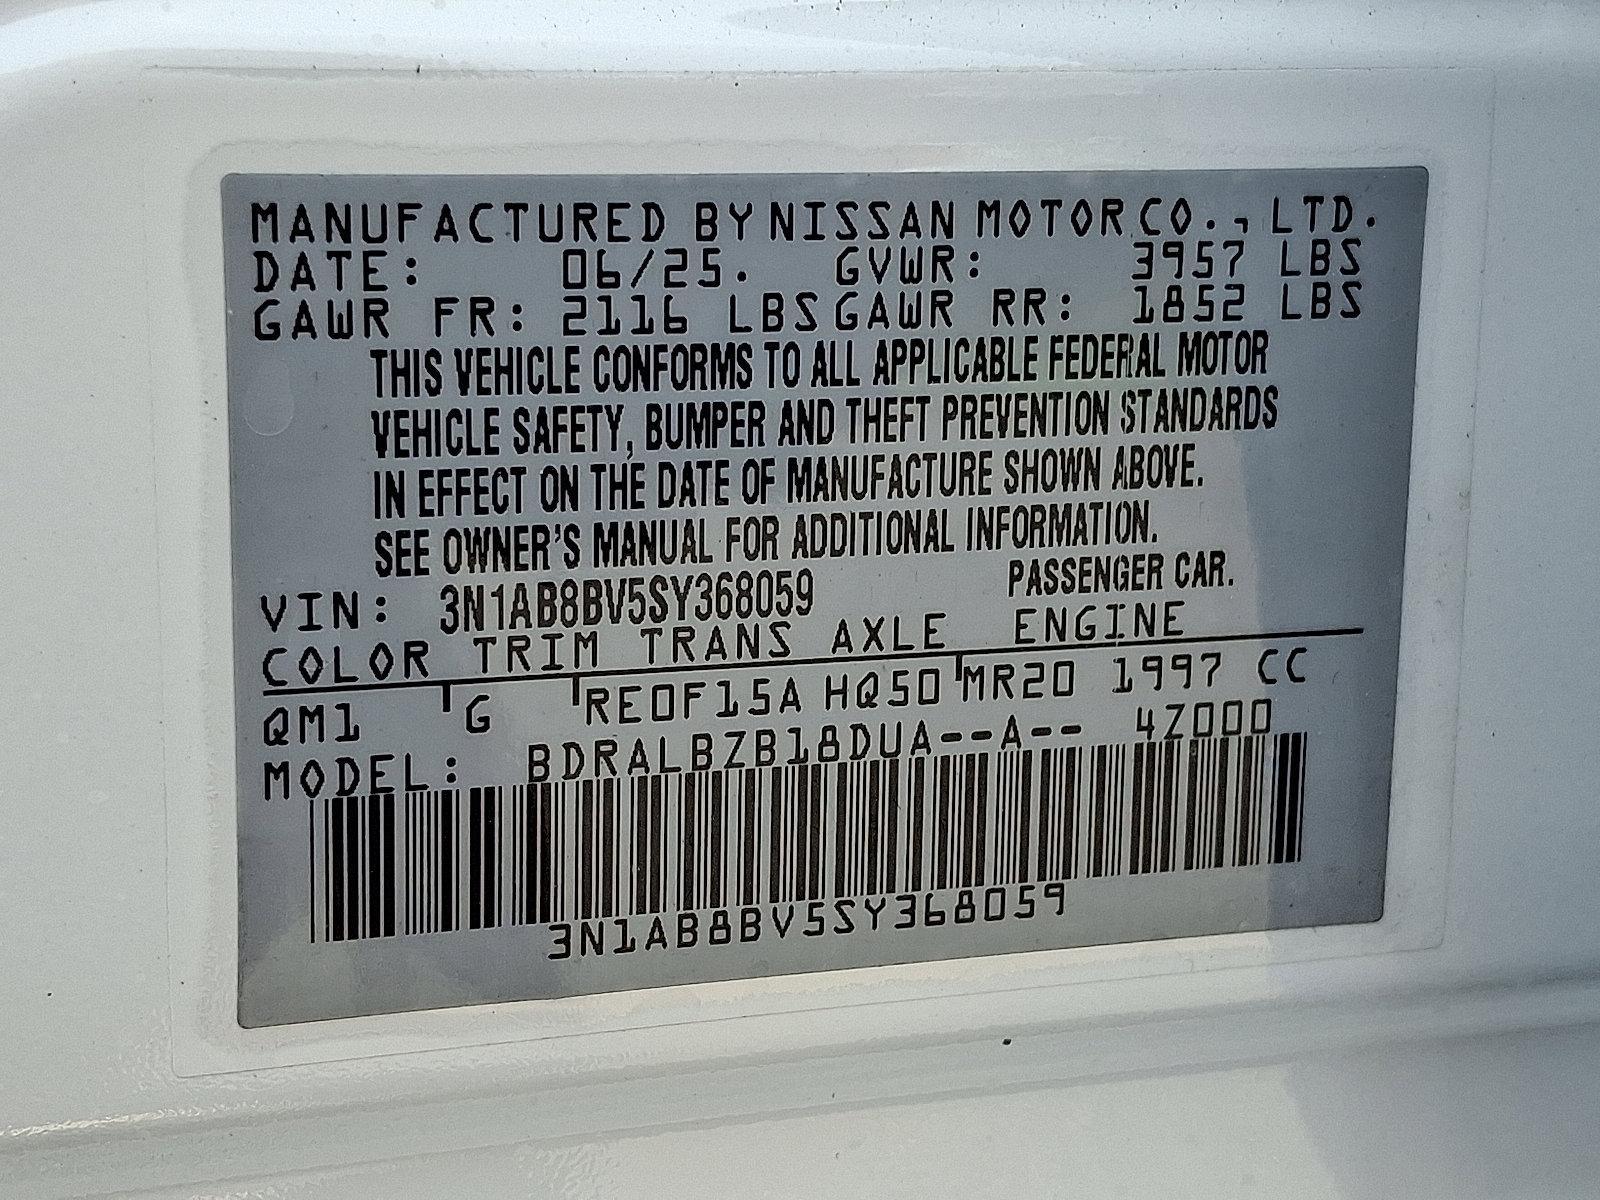 MANUFACTURED BY NISSAN MOTOR CO., LTD.
DATE: 06/25. GVWR: 3957 LBS
GAWR FR: 2116 LBS GAWR RR: 1852 LBS
THIS VEHICLE CONFORMS TO ALL APPLICABLE FEDERAL MOTOR
VEHICLE SAFETY, BUMPER AND THEFT PREVENTION STANDARDS
IN EFFECT ON THE DATE OF MANUFACTURE SHOWN ABOVE.
SEE OWNER'S MANUAL FOR ADDITIONAL INFORMATION.
VIN: 3N1AB8BV5SY368059 PASSENGER CAR.
COLOR TRIM TRANS AXLE ENGINE
QM1 G RE0F15A HQ50 MR20 1997 CC
MODEL: BDRALBZB18DUA--A-- 4Z000
3N1AB8BV5SY368059